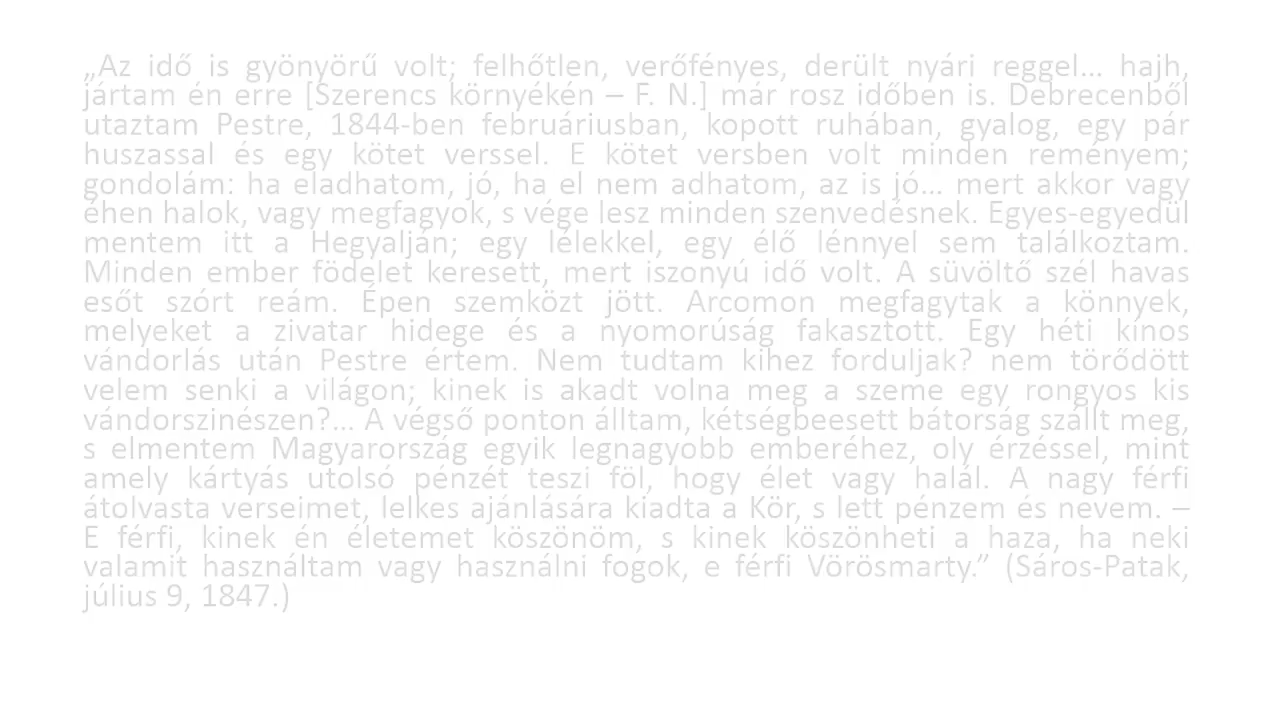 „Az idő is gyönyörű volt; felhőtlen, verőfényes, derült nyári reggel… hajh,
jártam én erre [Szerencs környékén – F. N.] már rosz időben is. Debrecenből
utaztam Pestre, 1844-ben februáriusban, kopott ruhában, gyalog, egy pár
huszassal és egy kötet verssel. E kötet versben volt minden reményem;
gondolám: ha eladhatom, jó, ha el nem adhatom, az is jó… mert akkor vagy
éhen halok, vagy megfagyok, s vége lesz minden szenvedésnek. Egyes-egyedül
mentem itt a Hegyalján; egy lélekkel, egy élő lénnyel sem találkoztam.
Minden ember födelet keresett, mert iszonyú idő volt. A süvöltő szél havas
esőt szórt reám. Épen szemközt jött. Arcomon megfagytak a könnyek,
melyeket a zivatar hidege és a nyomorúság fakasztott. Egy héti kínos
vándorlás után Pestre értem. Nem tudtam kihez forduljak? nem törődött
velem senki a világon; kinek is akadt volna meg a szeme egy rongyos kis
vándorszinészen?… A végső ponton álltam, kétségbeesett bátorság szállt meg,
s elmentem Magyarország egyik legnagyobb emberéhez, oly érzéssel, mint
amely kártyás utolsó pénzét teszi föl, hogy élet vagy halál. A nagy férfi
átolvasta verseimet, lelkes ajánlására kiadta a Kör, s lett pénzem és nevem. –
E férfi, kinek én életemet köszönöm, s kinek köszönheti a haza, ha neki
valamit használtam vagy használni fogok, e férfi Vörösmarty.” (Sáros-Patak,
július 9, 1847.)